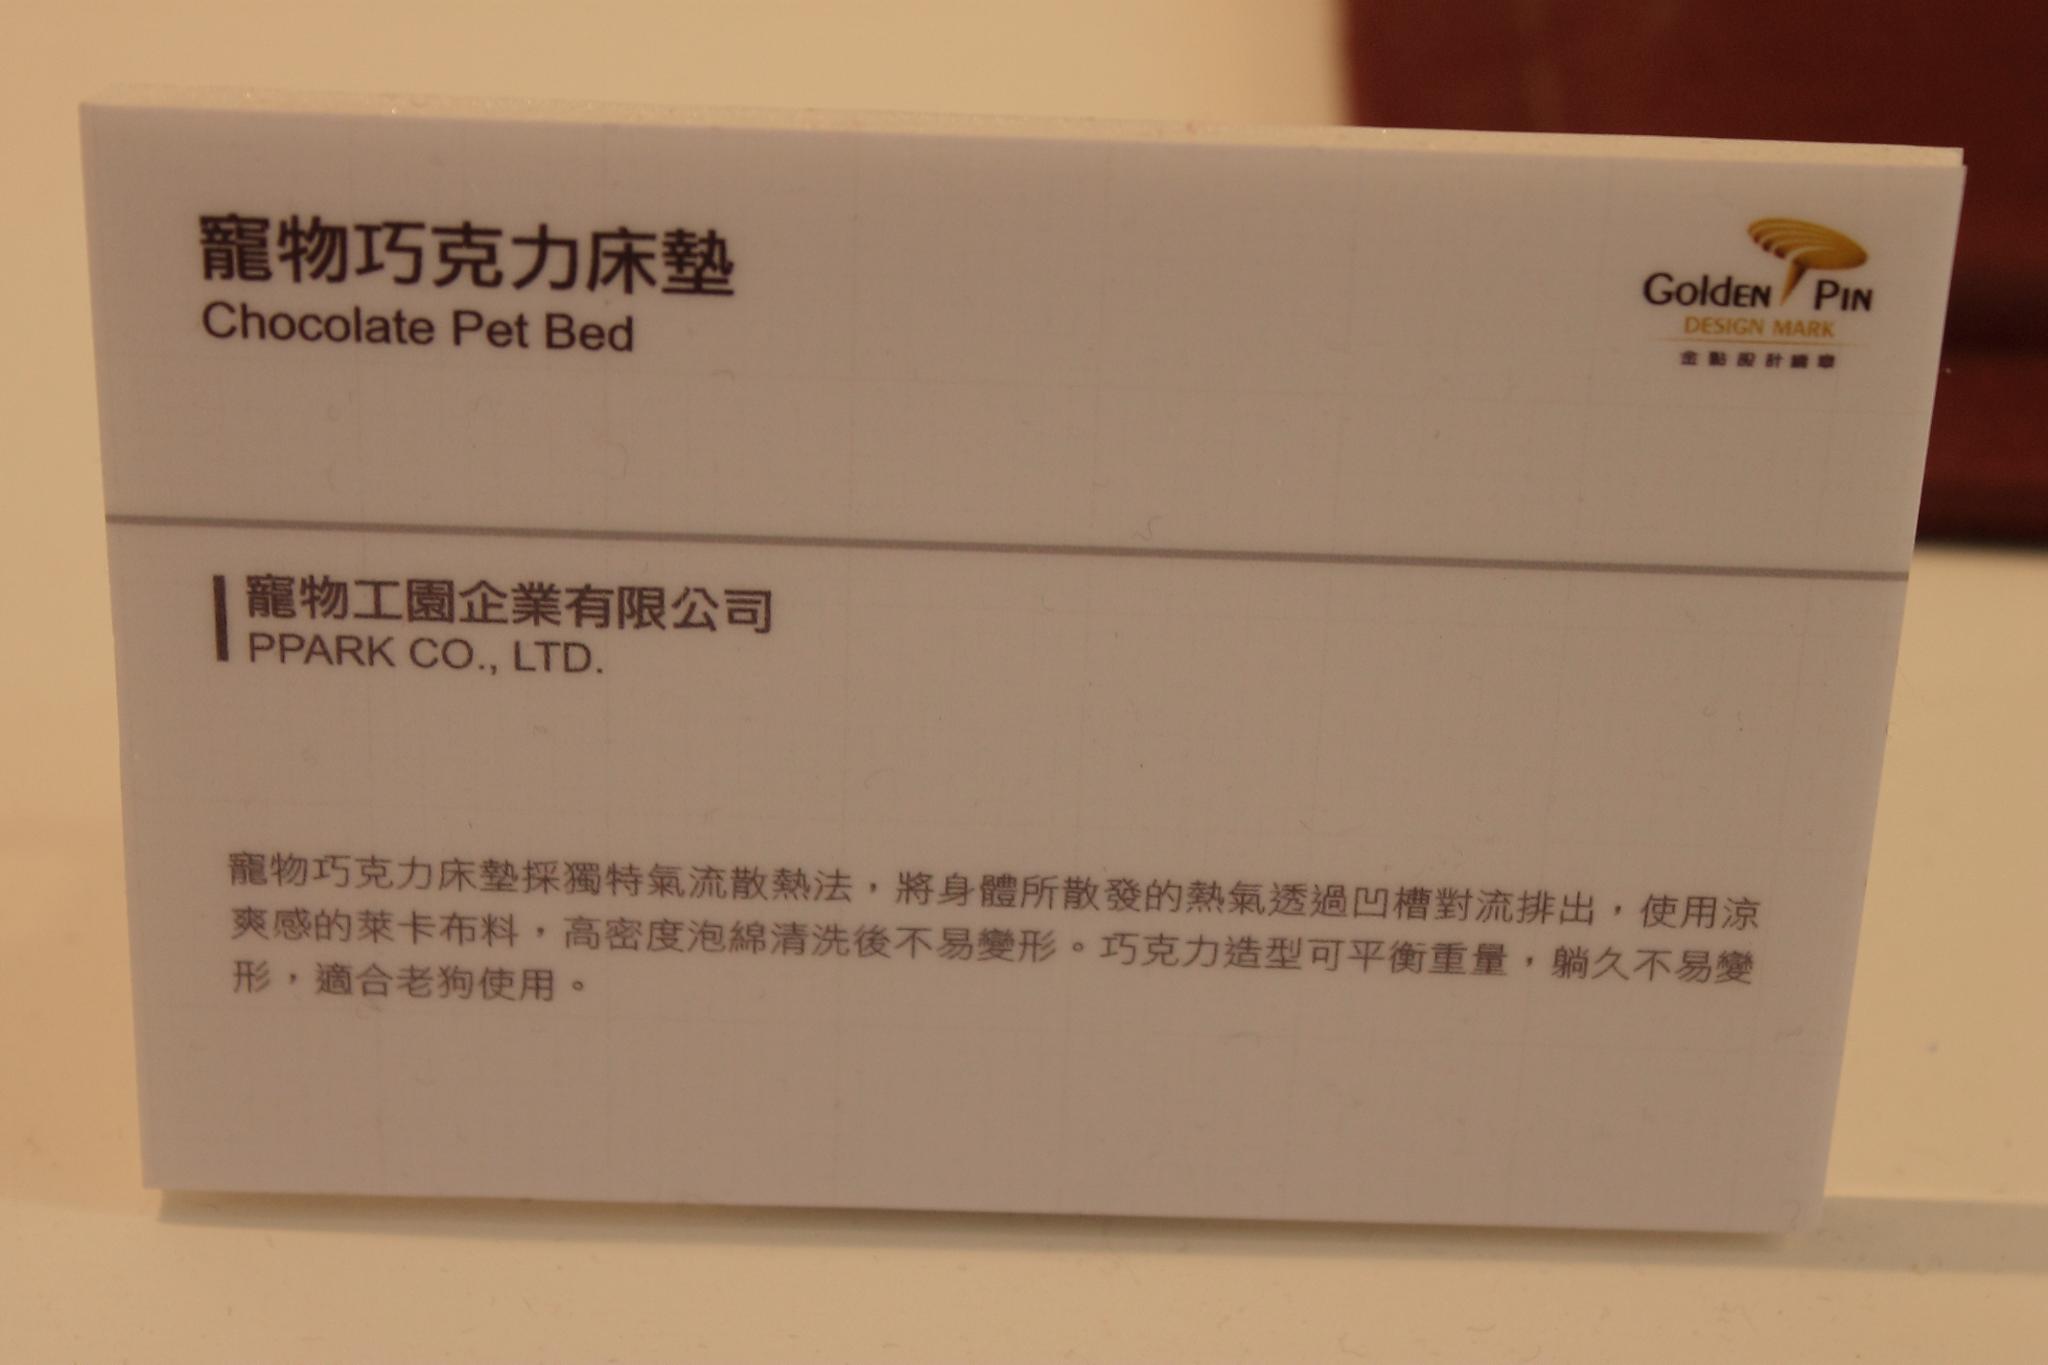 寵物巧克力床墊
Chocolate Pet Bed
GoldEN PIN
DESIGN MARK
金點設計標章
寵物工園企業有限公司
PPARK CO., LTD.
寵物巧克力床墊採獨特氣流散熱法，將身體所散發的熱氣透過凹槽對流排出，使用涼
爽感的萊卡布料，高密度泡綿清洗後不易變形。巧克力造型可平衡重量，躺久不易變
形，適合老狗使用。